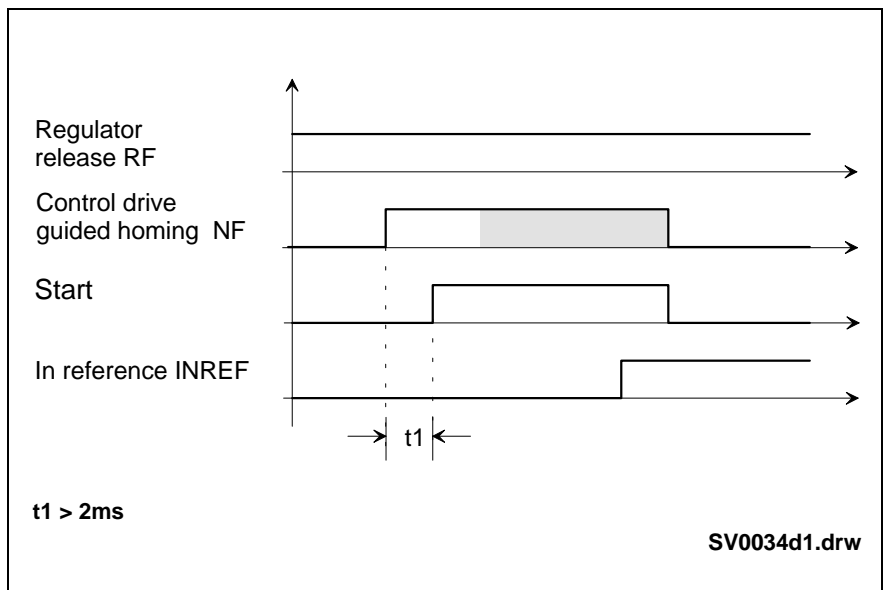 Regulator
release RF
Control drive
guided homing NF
Start
In reference INREF
t1
t1 > 2ms
SV0034d1.drw